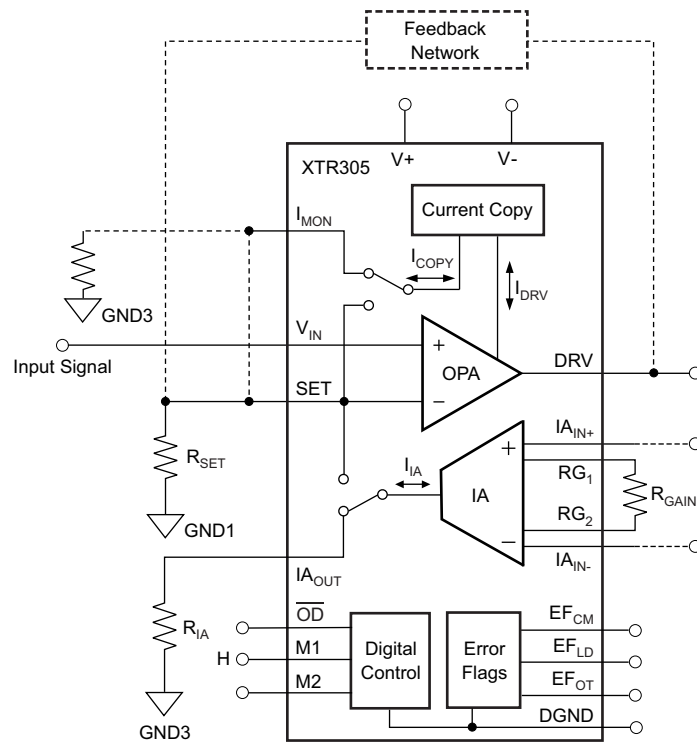 Feedback
Network
V+
V-
XTR305
I_MON
Current Copy
I_COPY
I_DRV
GND3
V_IN
Input Signal
OPA
DRV
SET
IA_IN+
R_SET
I_IA
RG_1
R_GAIN
IA
RG_2
GND1
IA_OUT
IA_IN-
R_IA
OD
Digital
Control
Error
Flags
EF_CM
H
M1
EF_LD
M2
EF_OT
DGND
GND3